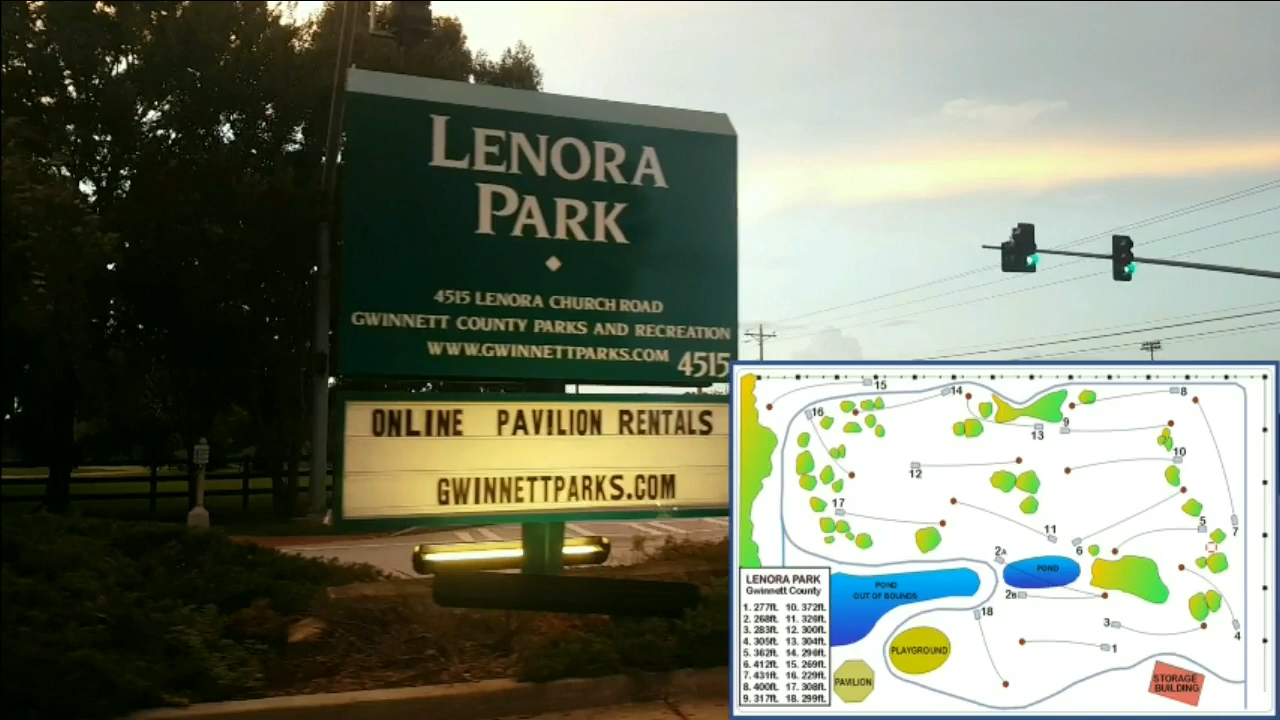 LENORA
PARK
4515 LENORA CHURCH ROAD
GWINNETT COUNTY PARKS AND RECREATION
WWW.GWINNETTPARKS.COM 4515
ONLINE PAVILION RENTALS
GWINNETTPARKS.COM
15
14
8
16
9
13
10
12
17
5
7
11
6
2A
POND
POND
OUT OF BOUNDS
2B
18
3
4
1
PLAYGROUND
PAVILION
STORAGE
BUILDING
LENORA PARK
Gwinnett County
1. 277ft. 10. 372ft.
2. 268ft. 11. 326ft.
3. 283ft. 12. 300ft.
4. 305ft. 13. 304ft.
5. 362ft. 14. 296ft.
6. 412ft. 15. 269ft.
7. 431ft. 16. 229ft.
8. 400ft. 17. 308ft.
9. 317ft. 18. 299ft.